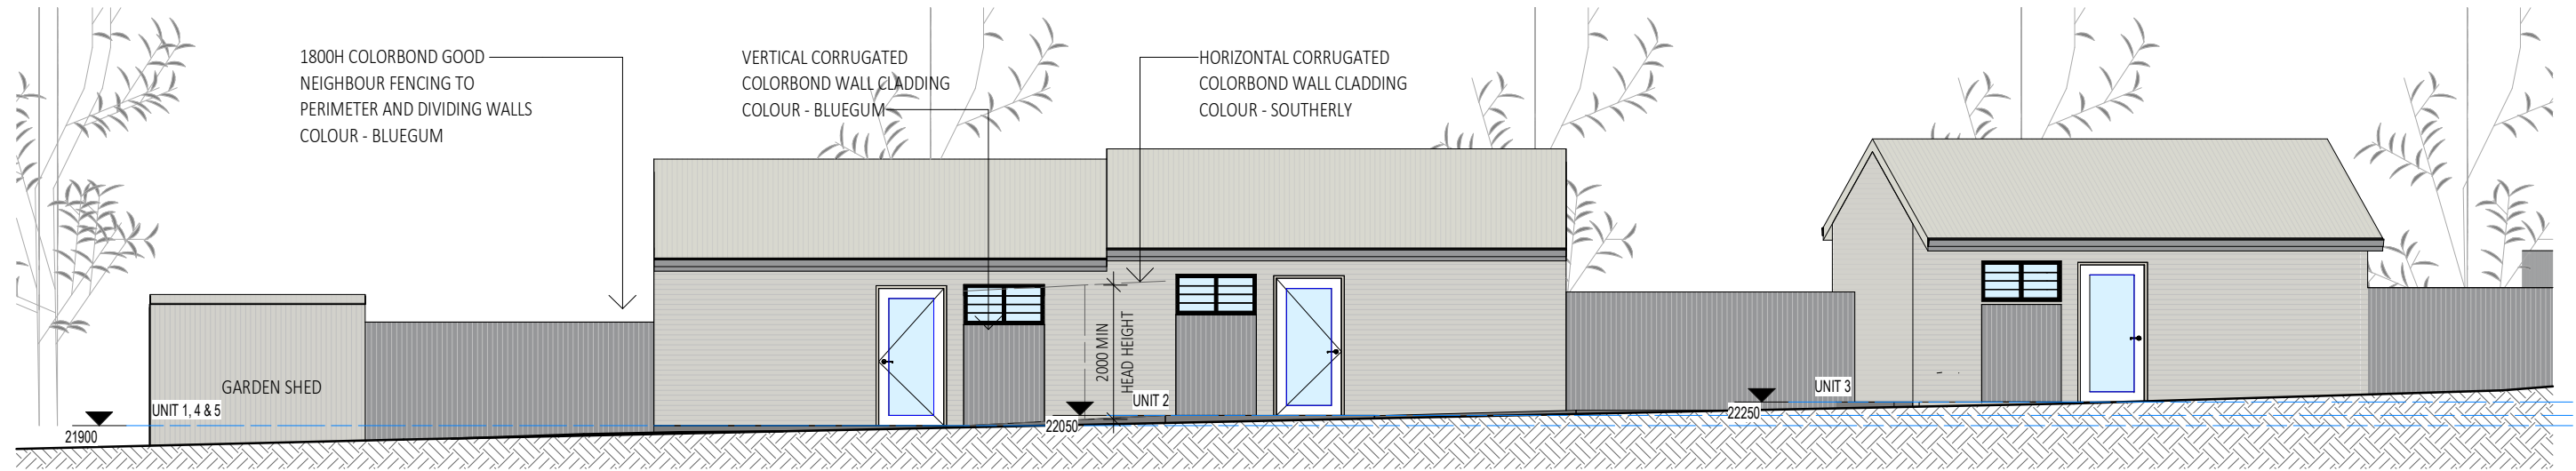 1800H COLORBOND GOOD
NEIGHBOUR FENCING TO
PERIMETER AND DIVIDING WALLS
COLOUR - BLUEGUM
VERTICAL CORRUGATED
COLORBOND WALL CLADDING
COLOUR - BLUEGUM
HORIZONTAL CORRUGATED
COLORBOND WALL CLADDING
COLOUR - SOUTHERLY
GARDEN SHED
UNIT 1, 4 & 5
21900
2000 MIN
HEAD HEIGHT
UNIT 2
22050
UNIT 3
22250